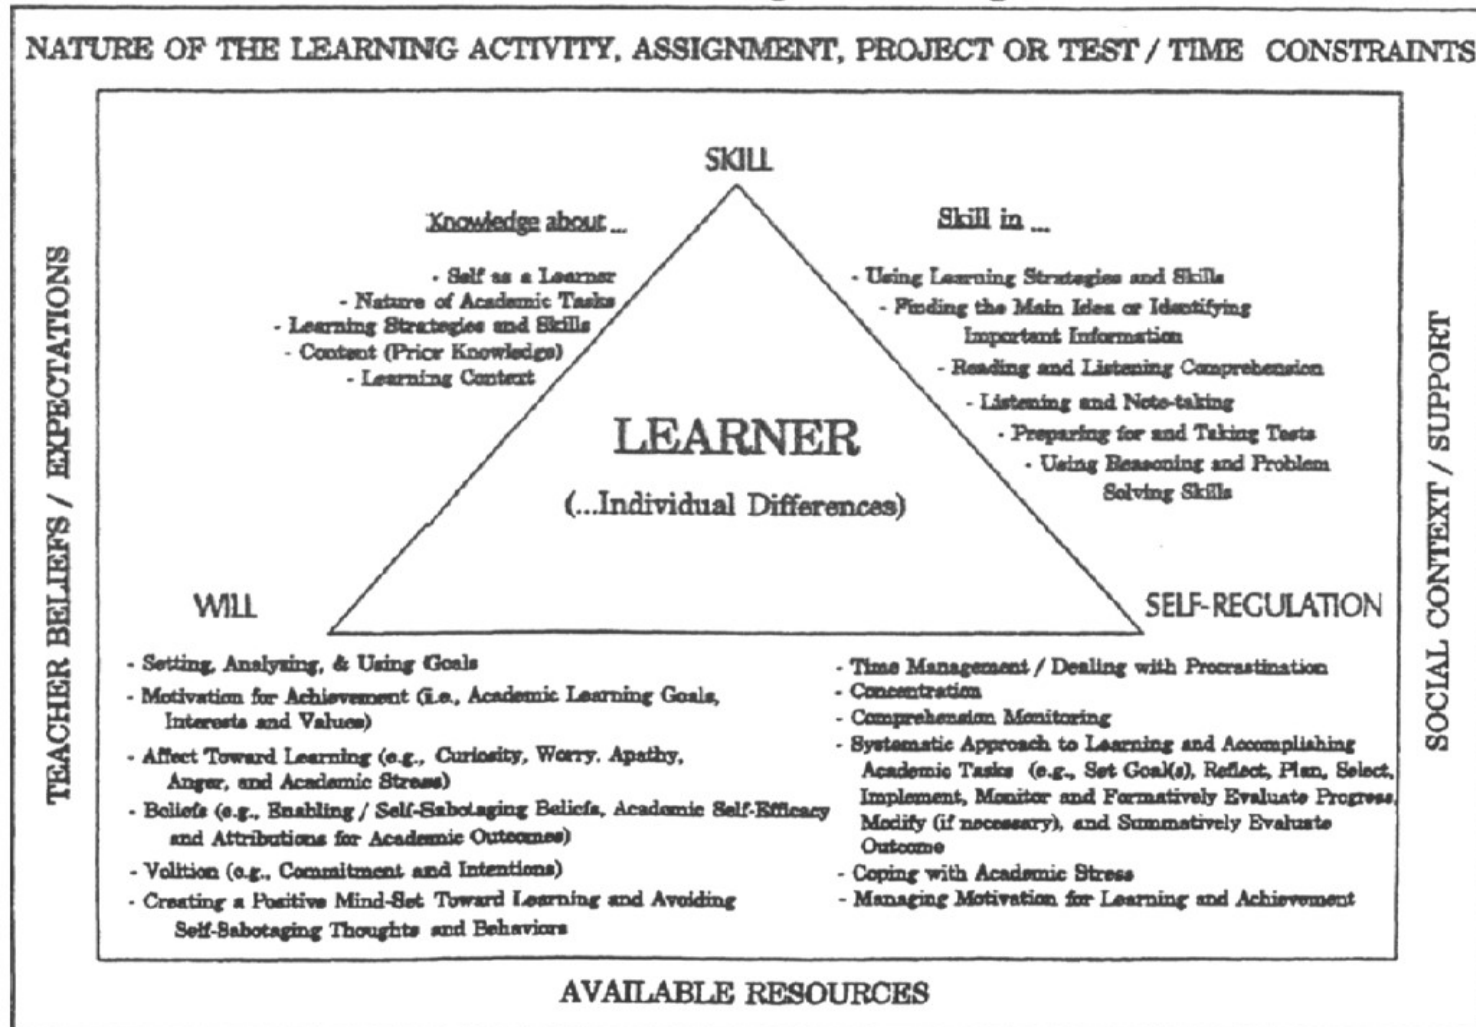 NATURE OF THE LEARNING ACTIVITY, ASSIGNMENT, PROJECT OR TEST / TIME CONSTRAINTS
TEACHER BELIEFS / EXPECTATIONS
SKILL
Knowledge about ...
- Self as a Learner
- Nature of Academic Tasks
- Learning Strategies and Skills
- Content (Prior Knowledge)
- Learning Context
Skill in ...
- Using Learning Strategies and Skills
- Finding the Main Idea or Identifying
Important Information
- Reading and Listening Comprehension
- Listening and Note-taking
- Preparing for and Taking Tests
- Using Reasoning and Problem
Solving Skills
LEARNER
(...Individual Differences)
WILL
- Setting, Analyzing, & Using Goals
- Motivation for Achievement (i.e., Academic Learning Goals,
Interests and Values)
- Affect Toward Learning (e.g., Curiosity, Worry, Apathy,
Anger, and Academic Stress)
- Beliefs (e.g., Enabling / Self-Sabotaging Beliefs, Academic Self-Efficacy
and Attributions for Academic Outcomes)
- Volition (e.g., Commitment and Intentions)
- Creating a Positive Mind-Set Toward Learning and Avoiding
Self-Sabotaging Thoughts and Behaviors
SELF-REGULATION
- Time Management / Dealing with Procrastination
- Concentration
- Comprehension Monitoring
- Systematic Approach to Learning and Accomplishing
Academic Tasks (e.g., Set Goal(s), Reflect, Plan, Select,
Implement, Monitor and Formatively Evaluate Progress,
Modify (if necessary), and Summatively Evaluate
Outcome
- Coping with Academic Stress
- Managing Motivation for Learning and Achievement
SOCIAL CONTEXT / SUPPORT
AVAILABLE RESOURCES